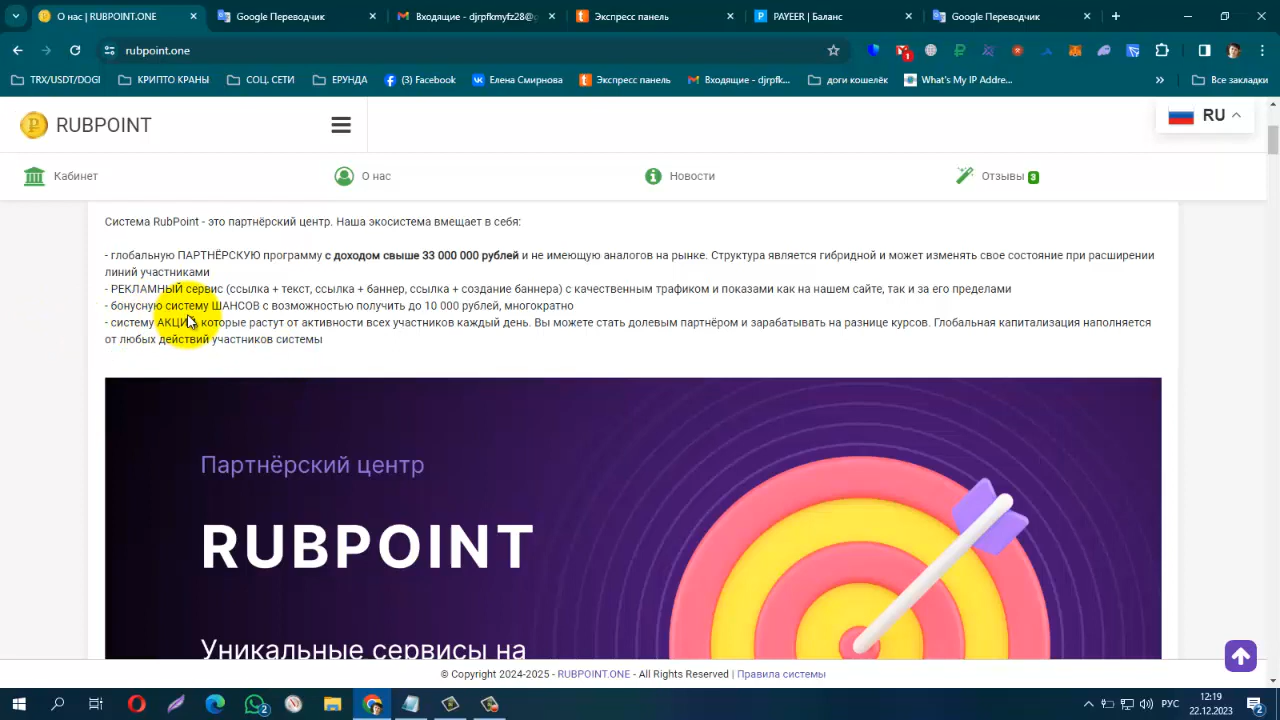 О нас | RUBPOINT.ONE
Google Переводчик
Входящие - djrpfkmyfz28@g
Экспресс панель
PAYEER | Баланс
Google Переводчик
rubpoint.one
1
TRX/USDT/DOGI
КРИПТО КРАНЫ
СОЦ. СЕТИ
ЕРУНДА
(3) Facebook
Елена Смирнова
Экспресс панель
Входящие - djrpfk...
доги кошелёк
What's My IP Addre...
»
Все закладки
RUBPOINT
RU
Кабинет
О нас
Новости
Отзывы 3
Система RubPoint - это партнёрский центр. Наша экосистема вмещает в себя:
- глобальную ПАРТНЁРСКУЮ программу с доходом свыше 33 000 000 рублей и не имеющую аналогов на рынке. Структура является гибридной и может изменять свое состояние при расширении
линий участниками
- РЕКЛАМНЫЙ сервис (ссылка + текст, ссылка + баннер, ссылка + создание баннера) с качественным трафиком и показами как на нашем сайте, так и за его пределами
- бонусную систему ШАНСОВ с возможностью получить до 10 000 рублей, многократно
- систему которые растут от активности всех участников каждый день. Вы можете стать долевым партнёром и зарабатывать на разнице курсов. Глобальная капитализация наполняется
от любых действий участников системы
Партнёрский центр
RUBPOINT
Уникальные сервисы на
© Copyright 2024-2025 - RUBPOINT.ONE - All Rights Reserved | Правила системы
2
РУС
12:19
22.12.2023
2